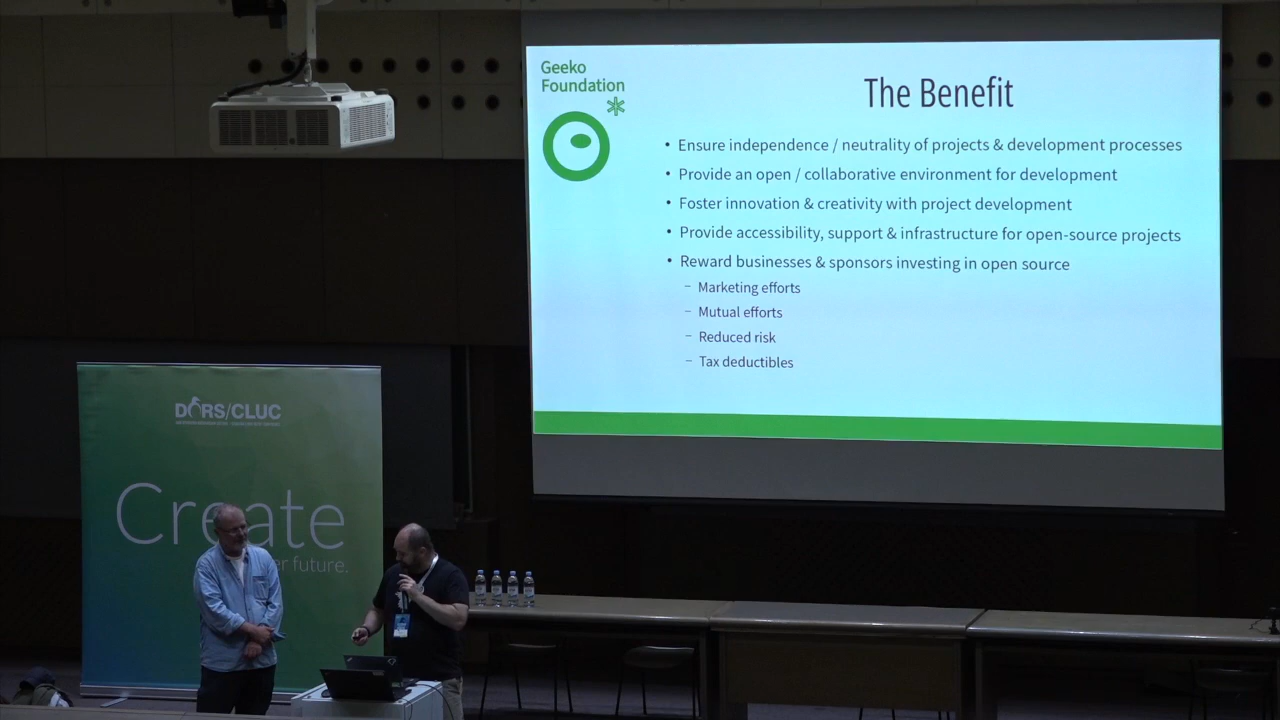 Geeko
Foundation
The Benefit
• Ensure independence / neutrality of projects & development processes
• Provide an open / collaborative environment for development
• Foster innovation & creativity with project development
• Provide accessibility, support & infrastructure for open-source projects
• Reward businesses & sponsors investing in open source
– Marketing efforts
– Mutual efforts
– Reduced risk
– Tax deductibles
DORS/CLUC
Create
er future.